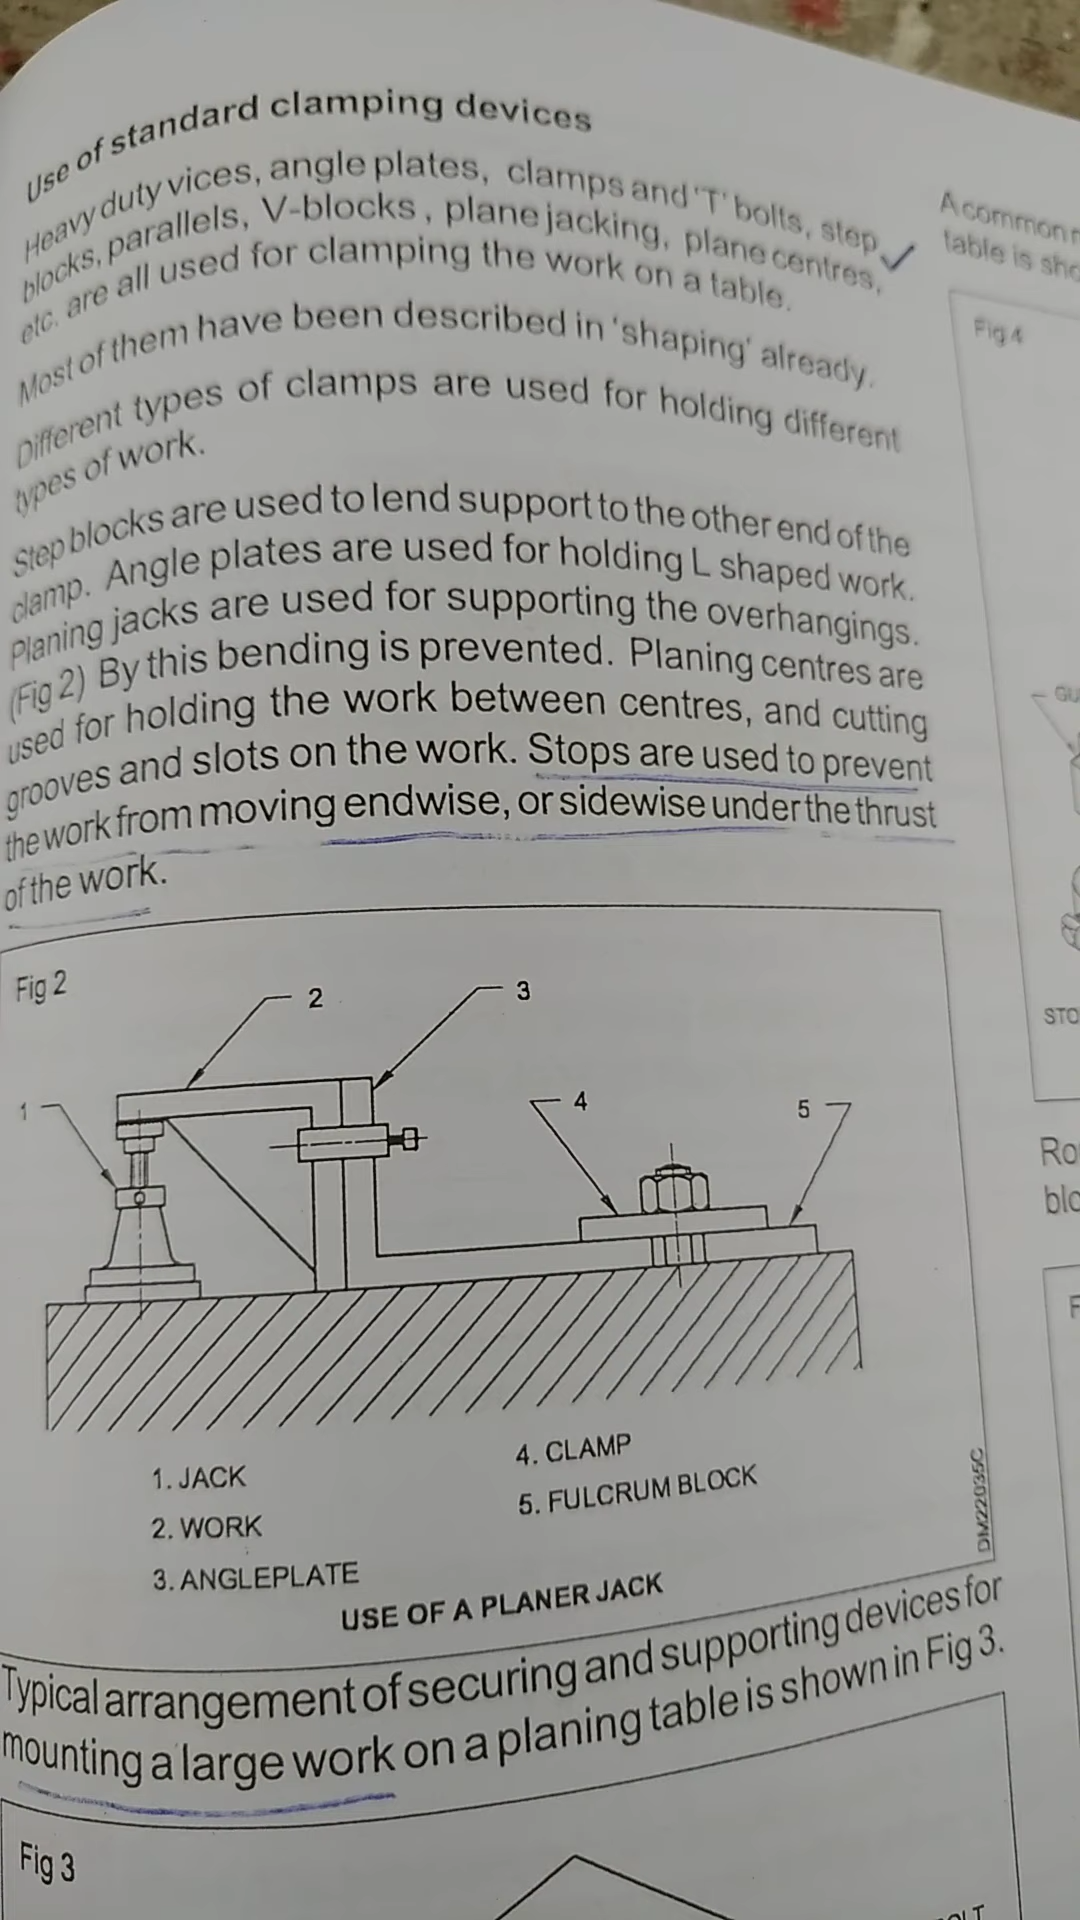 Use of standard clamping devices
Heavy duty vices, angle plates, clamps and 'T' bolts, step
blocks, parallels, V-blocks, plane jacking, plane centres,
etc. are all used for clamping the work on a table.
Most of them have been described in 'shaping' already.
Different types of clamps are used for holding different
types of work.
Step blocks are used to lend support to the other end of the
clamp. Angle plates are used for holding L shaped work.
Planing jacks are used for supporting the overhangings.
(Fig 2) By this bending is prevented. Planing centres are
used for holding the work between centres, and cutting
grooves and slots on the work. Stops are used to prevent
the work from moving endwise, or sidewise under the thrust
of the work.
Fig 2
2
3
1
4
5
1. JACK
2. WORK
3. ANGLEPLATE
4. CLAMP
5. FULCRUM BLOCK
DM22035C
USE OF A PLANER JACK
Typical arrangement of securing and supporting devices for
mounting a large work on a planing table is shown in Fig 3.
Fig 3
A common
table is
Fig 4